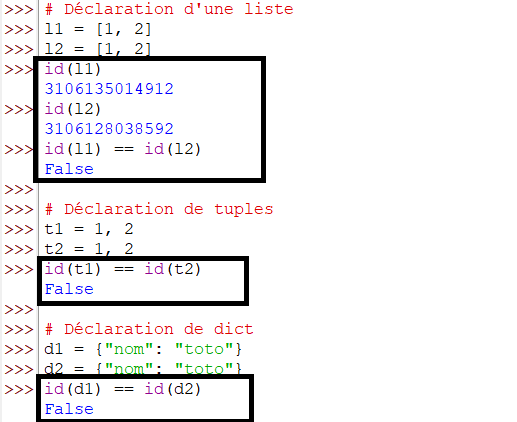 >>> # Déclaration d'une liste
>>> l1 = [1, 2]
>>> l2 = [1, 2]
>>> id(l1)
3106135014912
>>> id(l2)
3106128038592
>>> id(l1) == id(l2)
False
>>>
>>> # Déclaration de tuples
>>> t1 = 1, 2
>>> t2 = 1, 2
>>> id(t1) == id(t2)
False
>>>
>>> # Déclaration de dict
>>> d1 = {"nom": "toto"}
>>> d2 = {"nom": "toto"}
>>> id(d1) == id(d2)
False